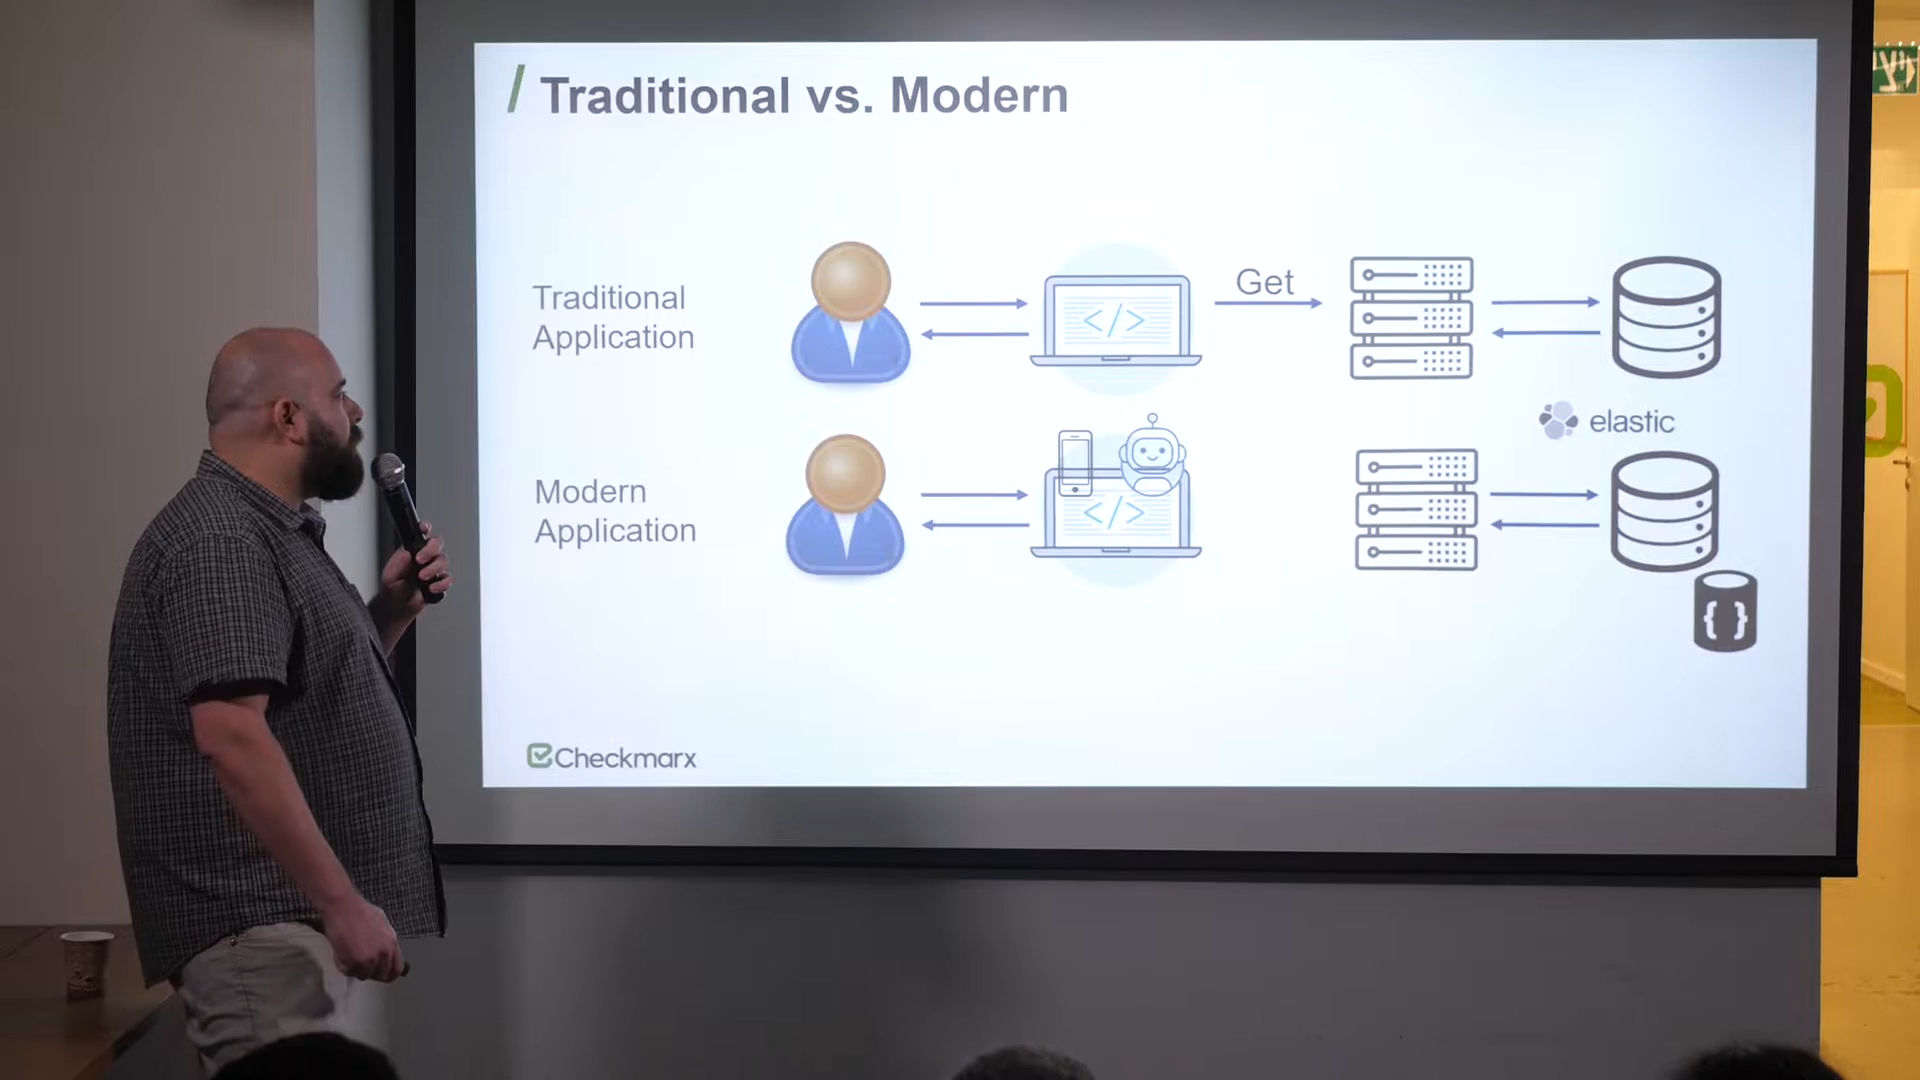 Traditional vs. Modern
Traditional
Application
</>
Get
elastic
Modern
Application
</>
{ }
Checkmarx